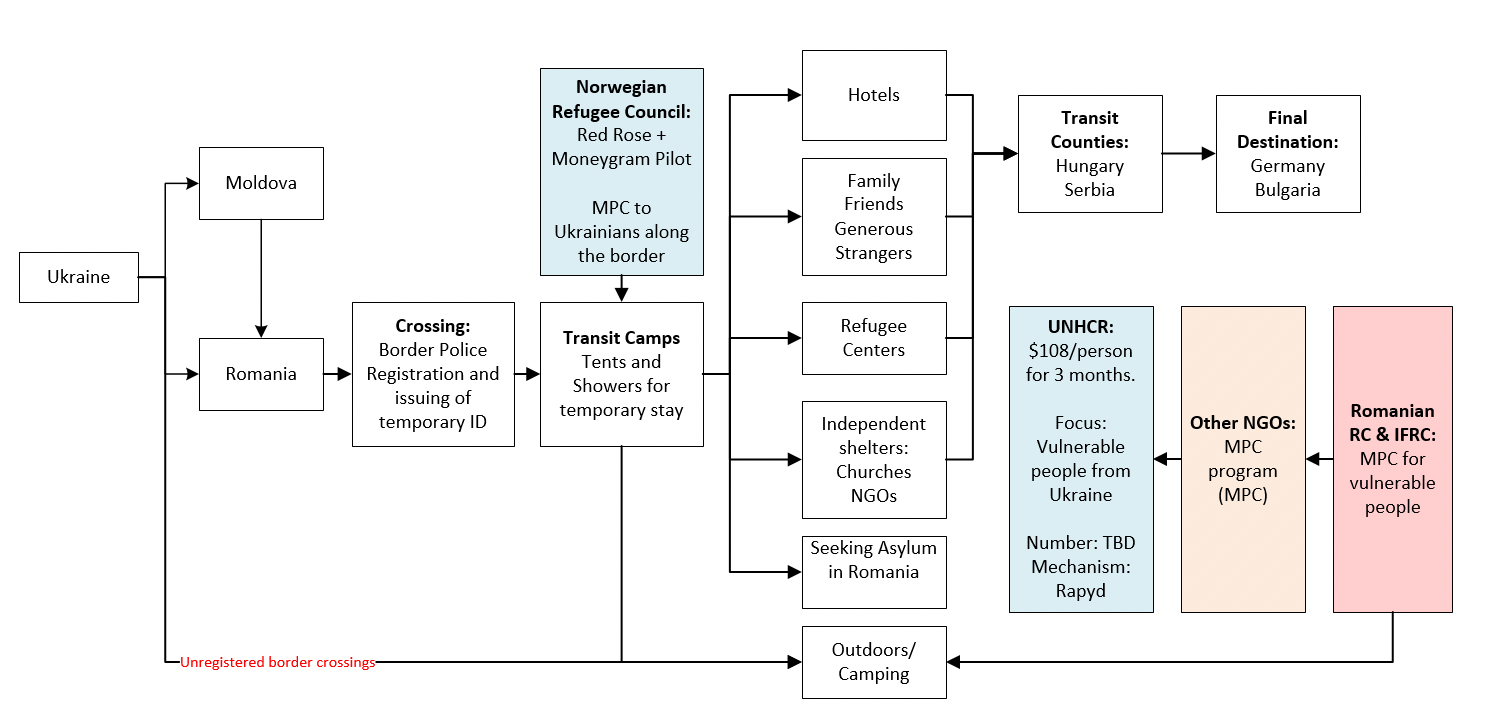 Ukraine
Moldova
Romania
Crossing:
Border Police
Registration and
issuing of
temporary ID
Norwegian
Refugee Council:
Red Rose +
Moneygram Pilot
MPC to
Ukrainians along
the border
Transit Camps
Tents and
Showers for
temporary stay
Hotels
Family
Friends
Generous
Strangers
Refugee
Centers
Independent
shelters:
Churches
NGOs
Seeking Asylum
in Romania
Outdoors/
Camping
Unregistered border crossings
Transit
Counties:
Hungary
Serbia
Final
Destination:
Germany
Bulgaria
UNHCR:
$108/person
for 3 months.
Focus:
Vulnerable
people from
Ukraine
Number: TBD
Mechanism:
Rapyd
Other NGOs:
MPC
program
(MPC)
Romanian
RC & IFRC:
MPC for
vulnerable
people